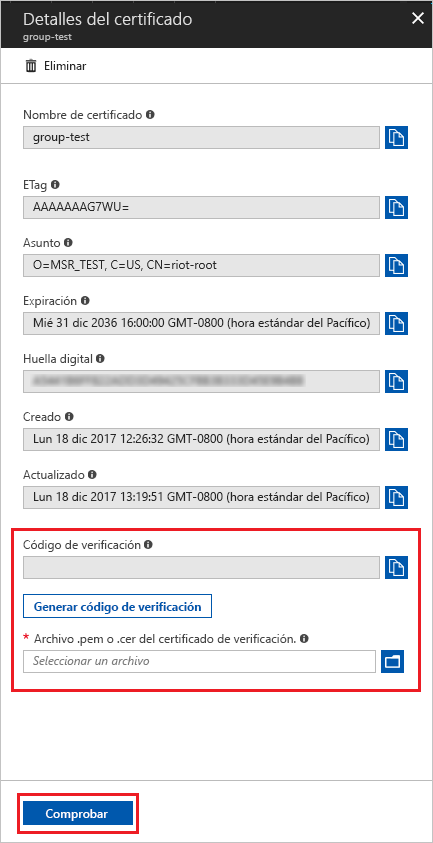 Detalles del certificado
group-test
Eliminar
Nombre de certificado
group-test
ETag
AAAAAAAG7WU=
Asunto
O=MSR_TEST, C=US, CN=riot-root
Expiración
Mié 31 dic 2036 16:00:00 GMT-0800 (hora estándar del Pacífico)
Huella digital
Creado
Lun 18 dic 2017 12:26:32 GMT-0800 (hora estándar del Pacífico)
Actualizado
Lun 18 dic 2017 13:19:51 GMT-0800 (hora estándar del Pacífico)
Código de verificación
Generar código de verificación
* Archivo .pem o .cer del certificado de verificación.
Seleccionar un archivo
Comprobar